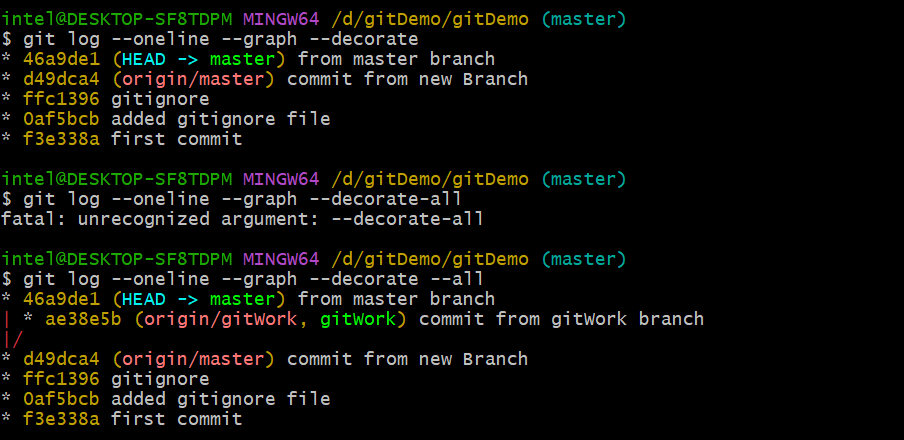 intel@DESKTOP-SF8TDPM MINGW64 /d/gitDemo/gitDemo (master)
$ git log --oneline --graph --decorate
* 46a9de1 (HEAD -> master) from master branch
* d49dca4 (origin/master) commit from new Branch
* ffc1396 gitignore
* 0af5bcb added gitignore file
* f3e338a first commit

intel@DESKTOP-SF8TDPM MINGW64 /d/gitDemo/gitDemo (master)
$ git log --oneline --graph --decorate-all
fatal: unrecognized argument: --decorate-all

intel@DESKTOP-SF8TDPM MINGW64 /d/gitDemo/gitDemo (master)
$ git log --oneline --graph --decorate --all
* 46a9de1 (HEAD -> master) from master branch
| * ae38e5b (origin/gitWork, gitWork) commit from gitWork branch
|/
* d49dca4 (origin/master) commit from new Branch
* ffc1396 gitignore
* 0af5bcb added gitignore file
* f3e338a first commit